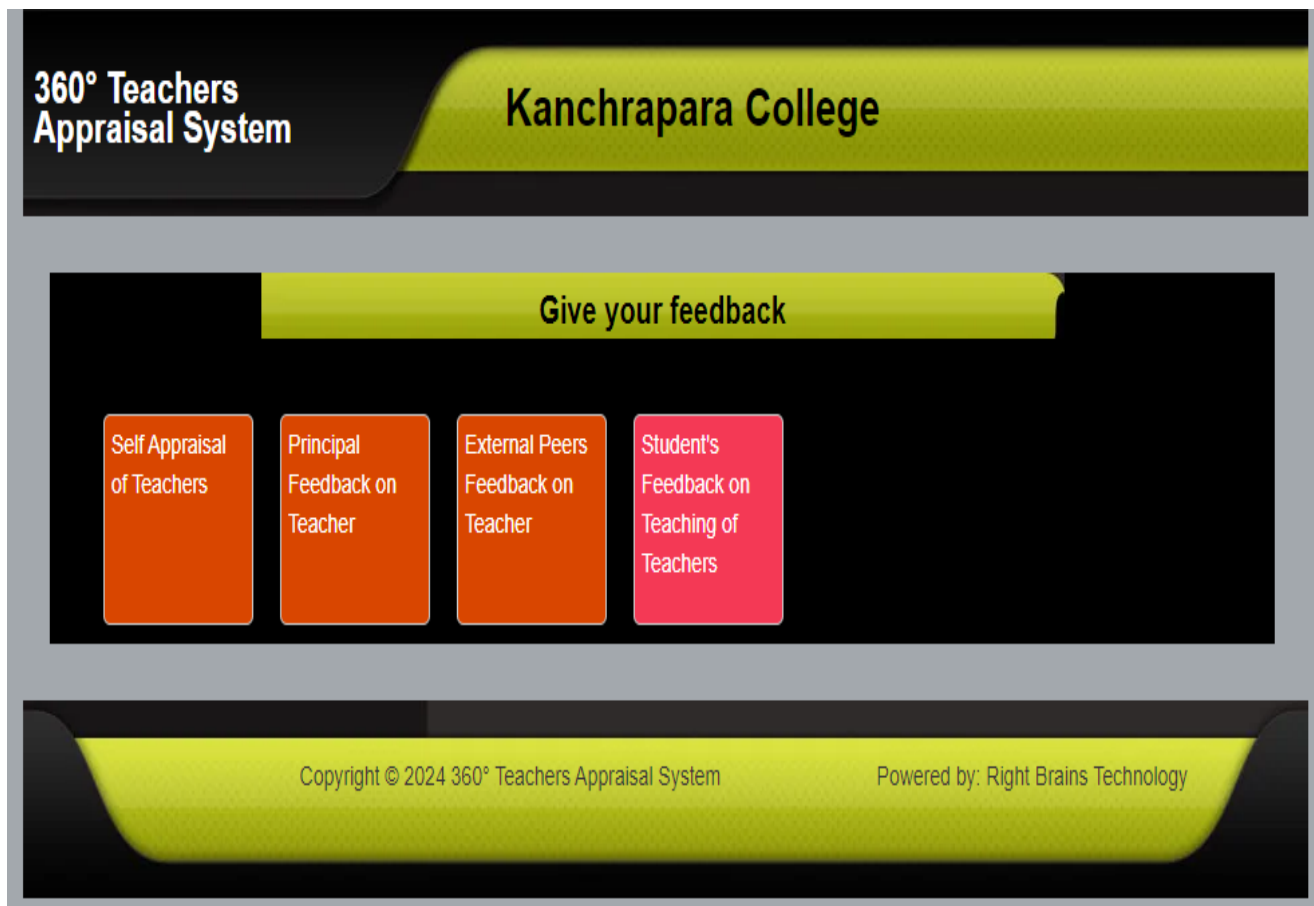 360° Teachers
Appraisal System
Kanchrapara College
Give your feedback
Self Appraisal
of Teachers
Principal
Feedback on
Teacher
External Peers
Feedback on
Teacher
Student's
Feedback on
Teaching of
Teachers
Copyright © 2024 360° Teachers Appraisal System
Powered by: Right Brains Technology